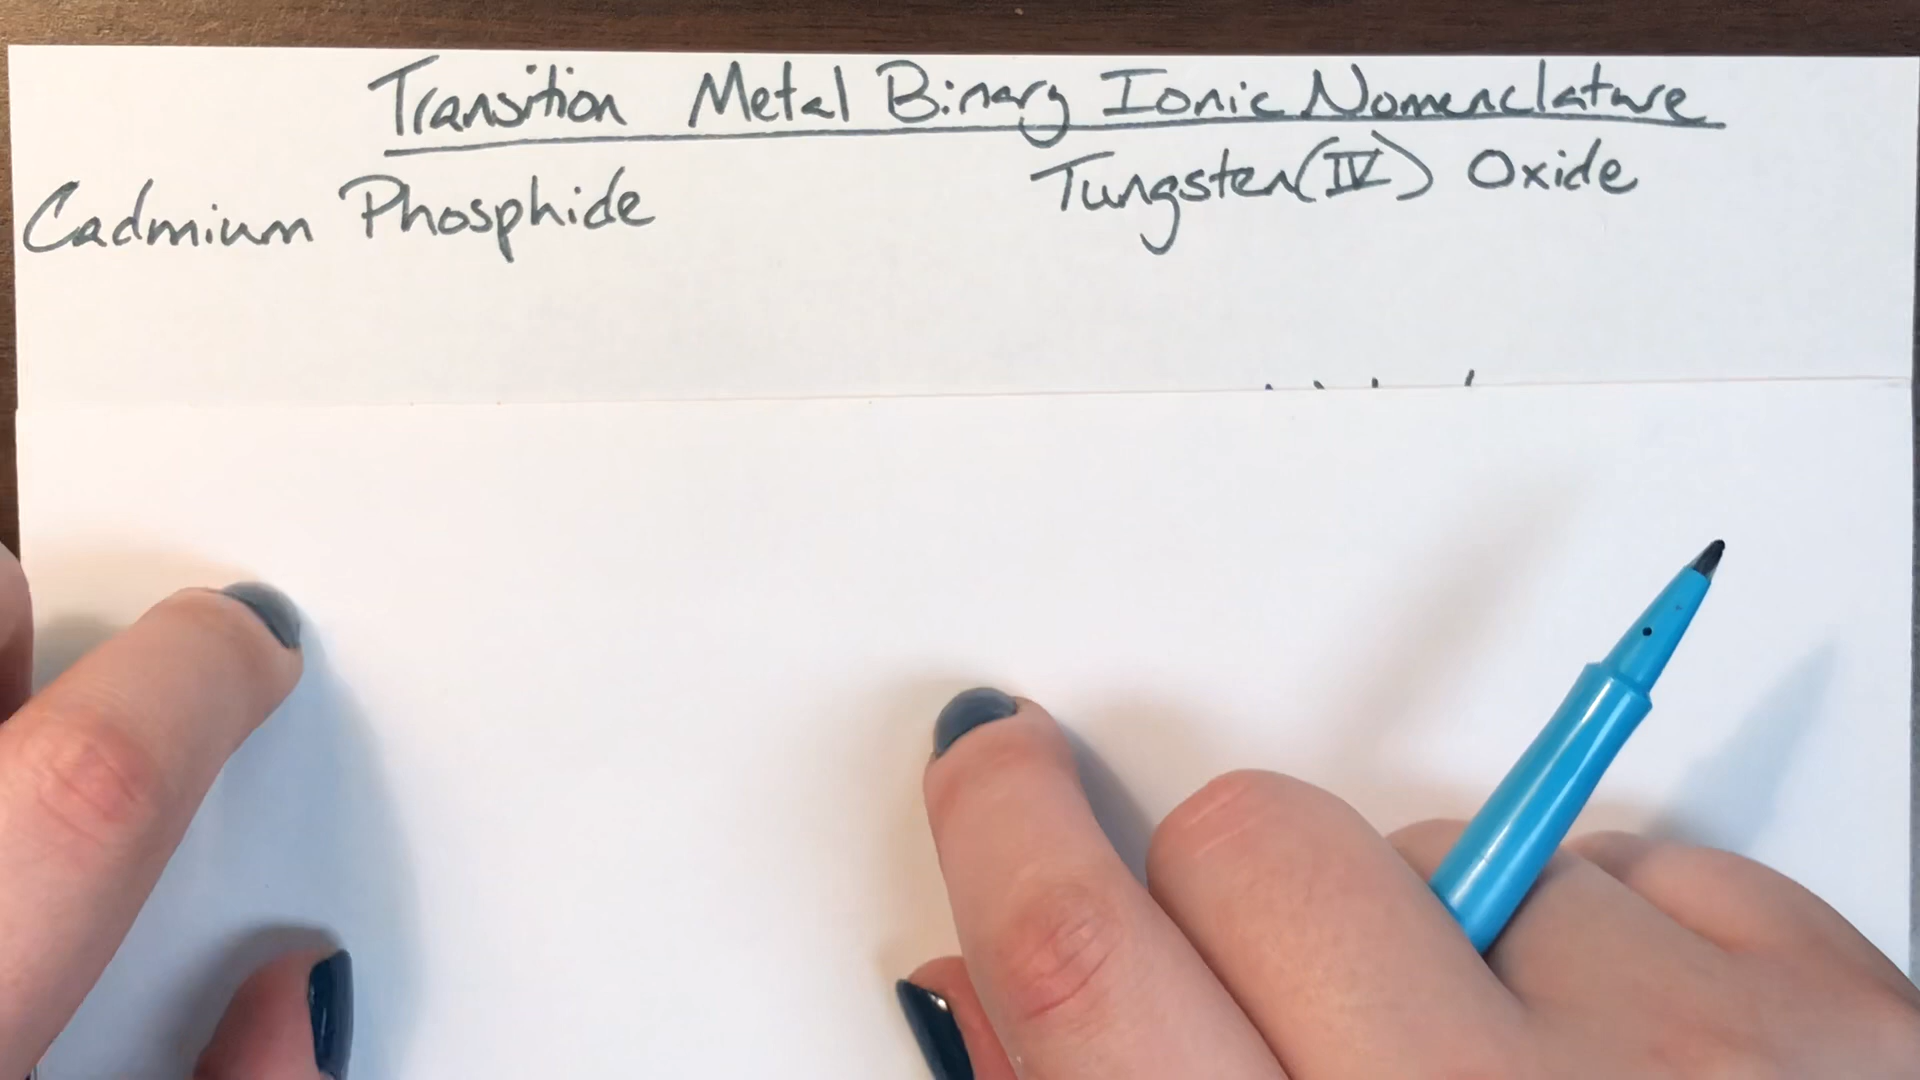 Transition Metal Binary Ionic Nomenclature
Cadmium Phosphide
Tungsten(IV) Oxide